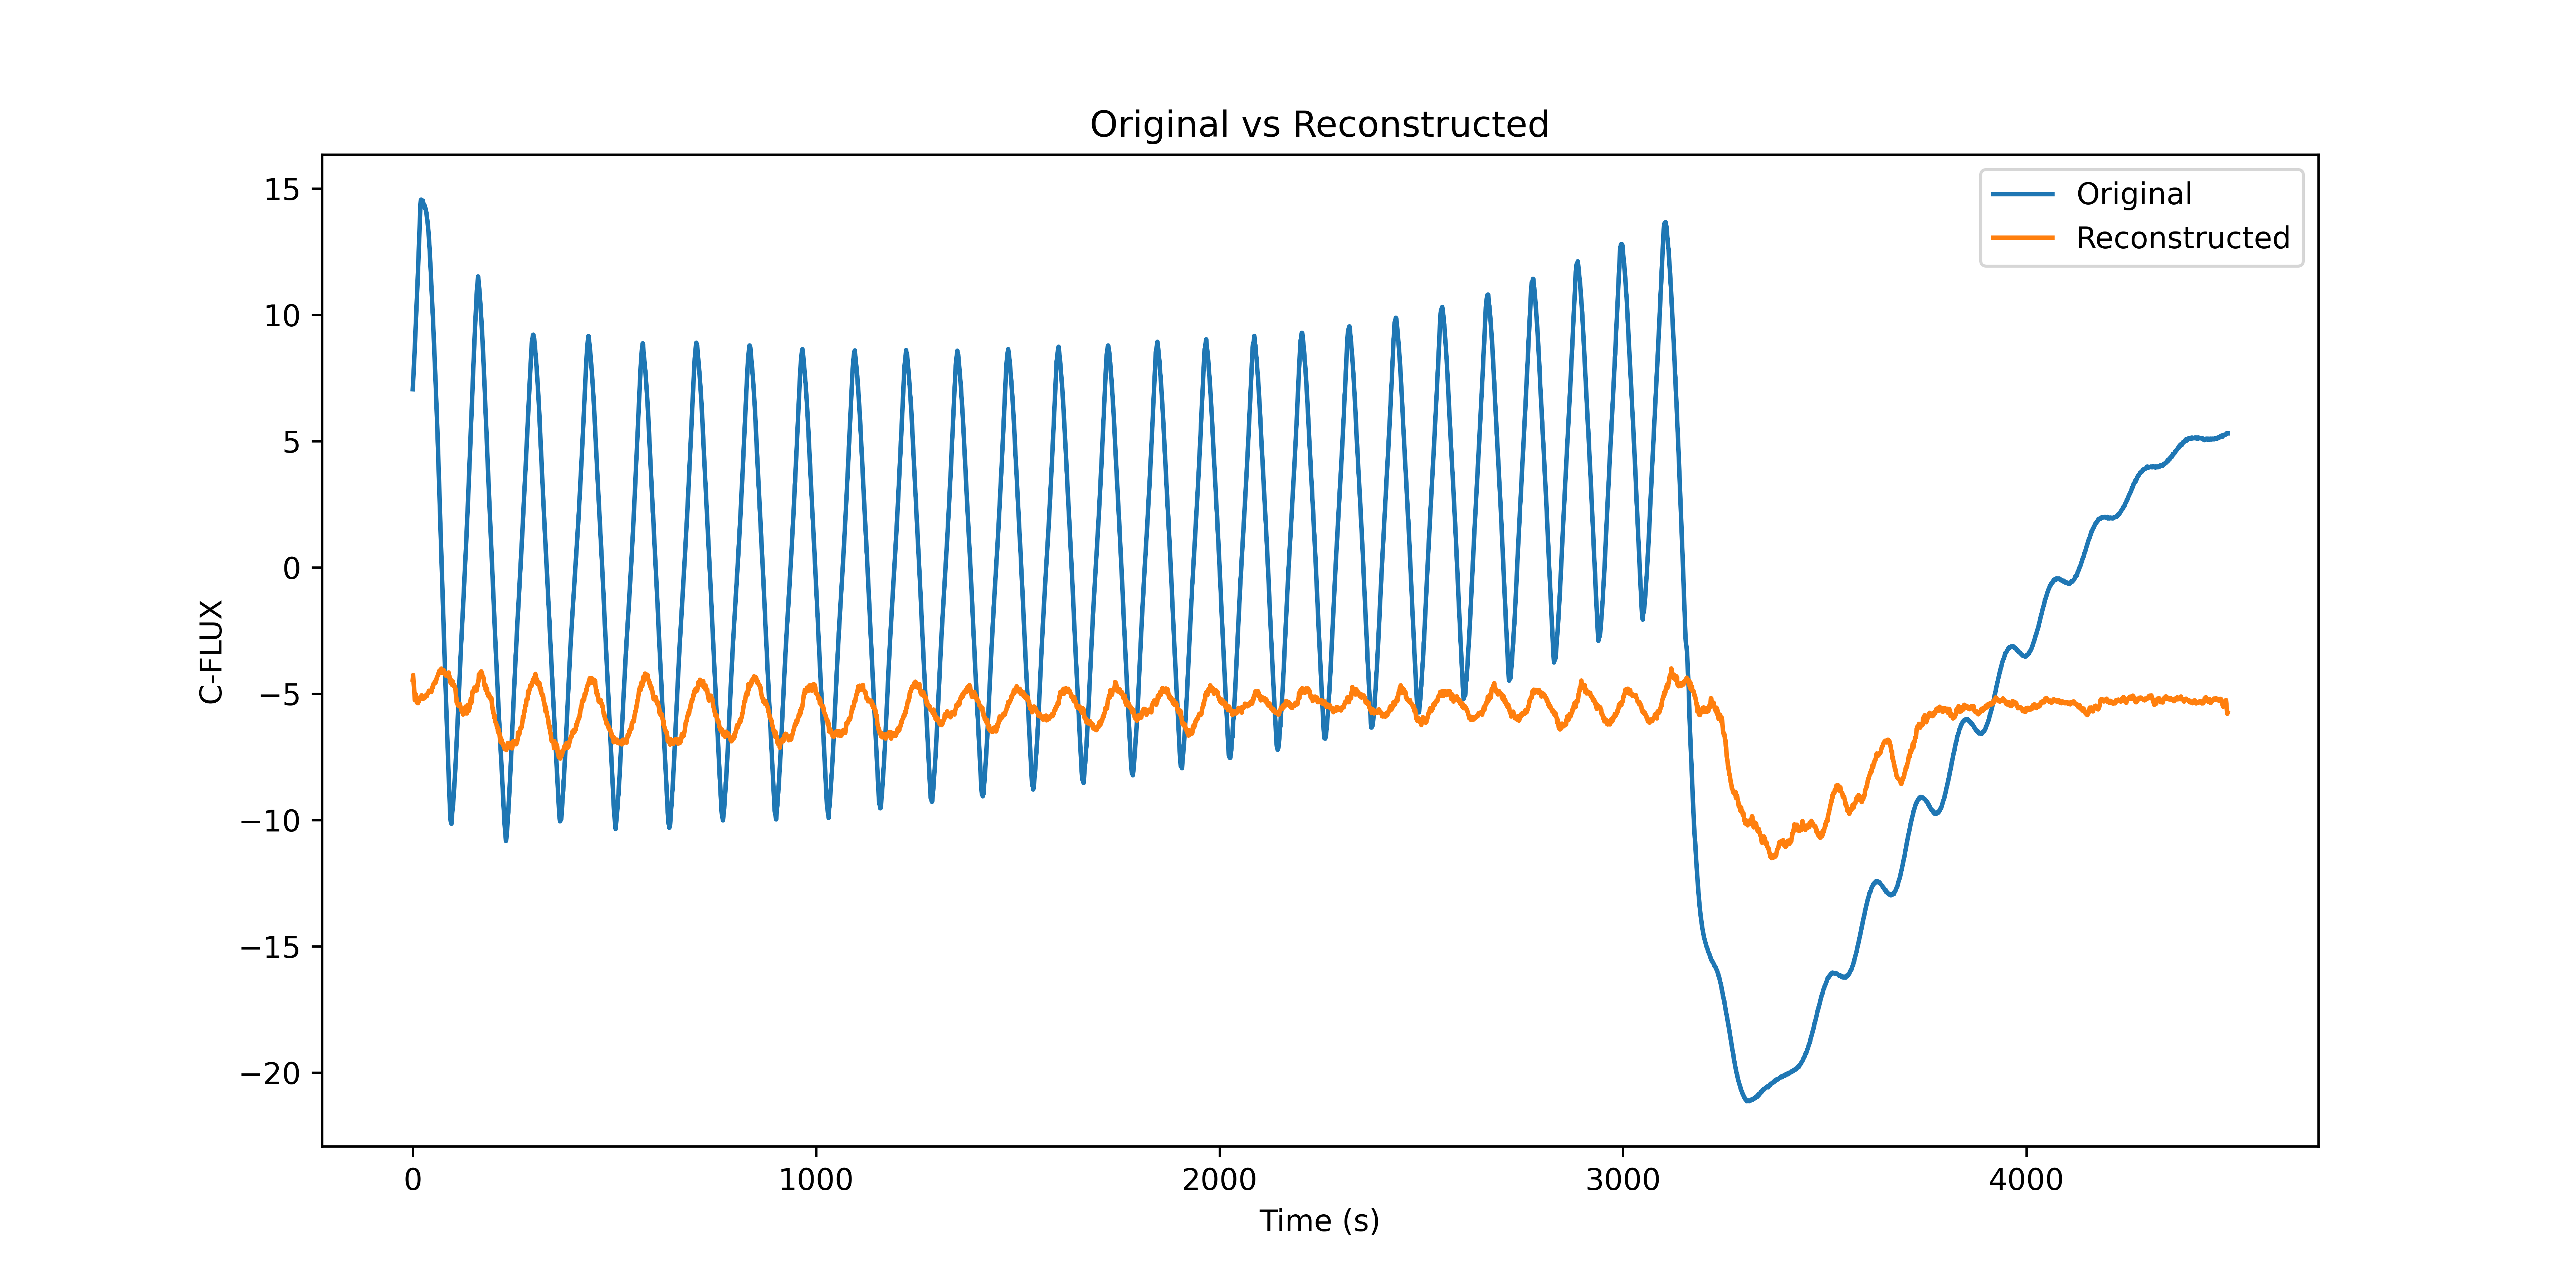 Original vs Reconstructed
Original
Reconstructed
15
10
5
0
−5
−10
−15
−20
C-FLUX
0 1000 2000 3000 4000
Time (s)